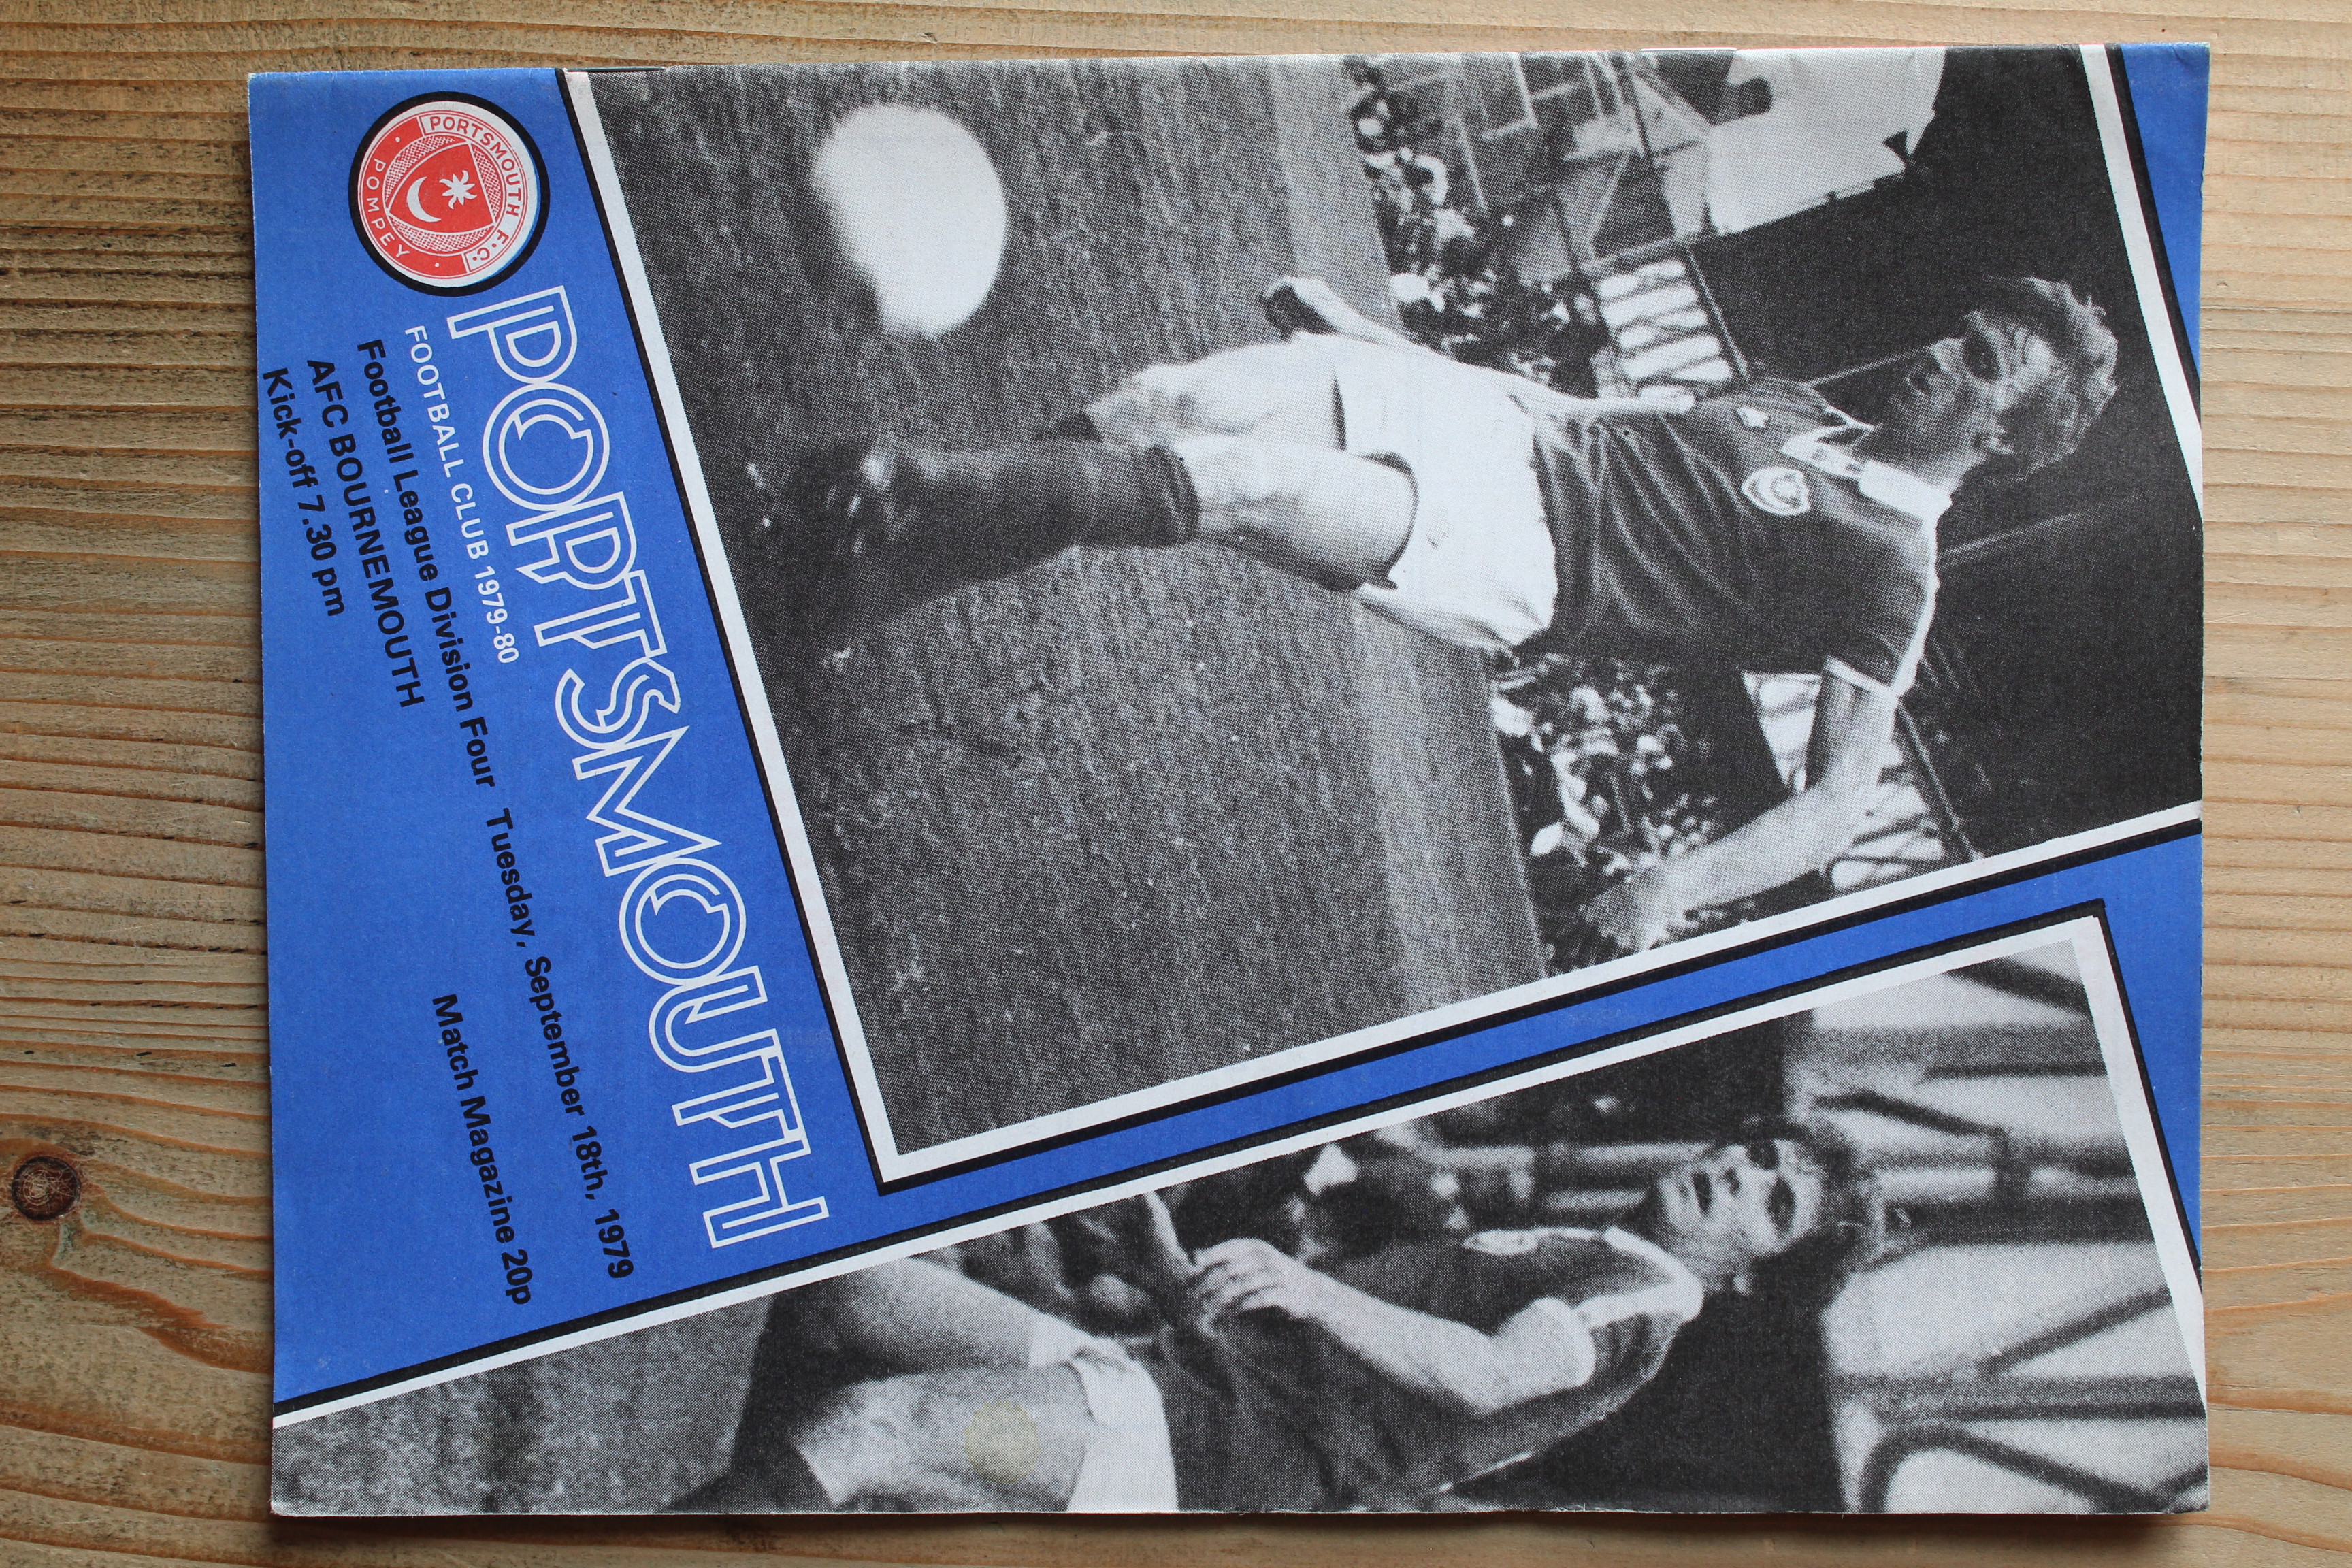 PORTSMOUTH F.C.
POMPEY
PORTSMOUTH
FOOTBALL CLUB 1979-80
Football League Division Four Tuesday, September 18th, 1979
AFC BOURNEMOUTH
Kick-off 7.30 pm
Match Magazine 20p